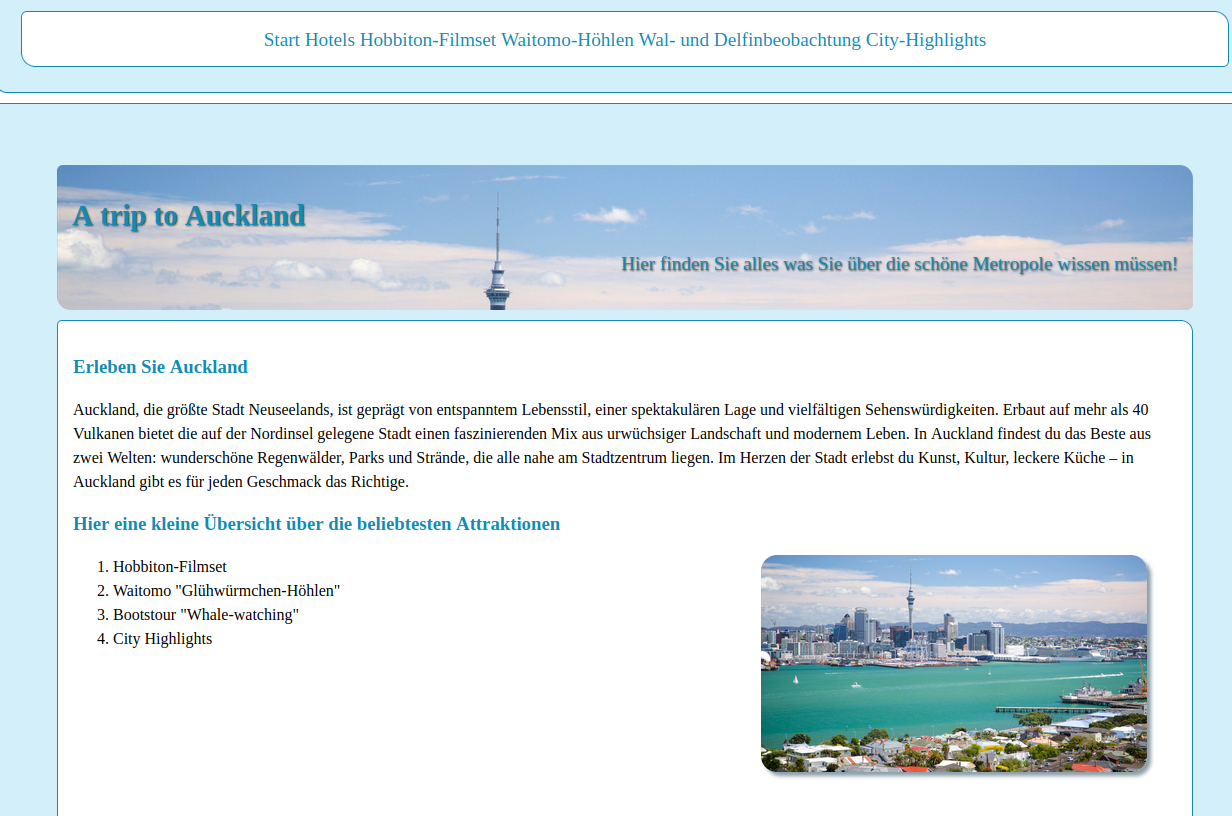 Start Hotels Hobbiton-Filmset Waitomo-Höhlen Wal- und Delfinbeobachtung City-Highlights
A trip to Auckland
Hier finden Sie alles was Sie über die schöne Metropole wissen müssen!
Erleben Sie Auckland
Auckland, die größte Stadt Neuseelands, ist geprägt von entspanntem Lebensstil, einer spektakulären Lage und vielfältigen Sehenswürdigkeiten. Erbaut auf mehr als 40
Vulkanen bietet die auf der Nordinsel gelegene Stadt einen faszinierenden Mix aus urwüchsiger Landschaft und modernem Leben. In Auckland findest du das Beste aus
zwei Welten: wunderschöne Regenwälder, Parks und Strände, die alle nahe am Stadtzentrum liegen. Im Herzen der Stadt erlebst du Kunst, Kultur, leckere Küche – in
Auckland gibt es für jeden Geschmack das Richtige.
Hier eine kleine Übersicht über die beliebtesten Attraktionen
1. Hobbiton-Filmset
2. Waitomo "Glühwürmchen-Höhlen"
3. Bootstour "Whale-watching"
4. City Highlights